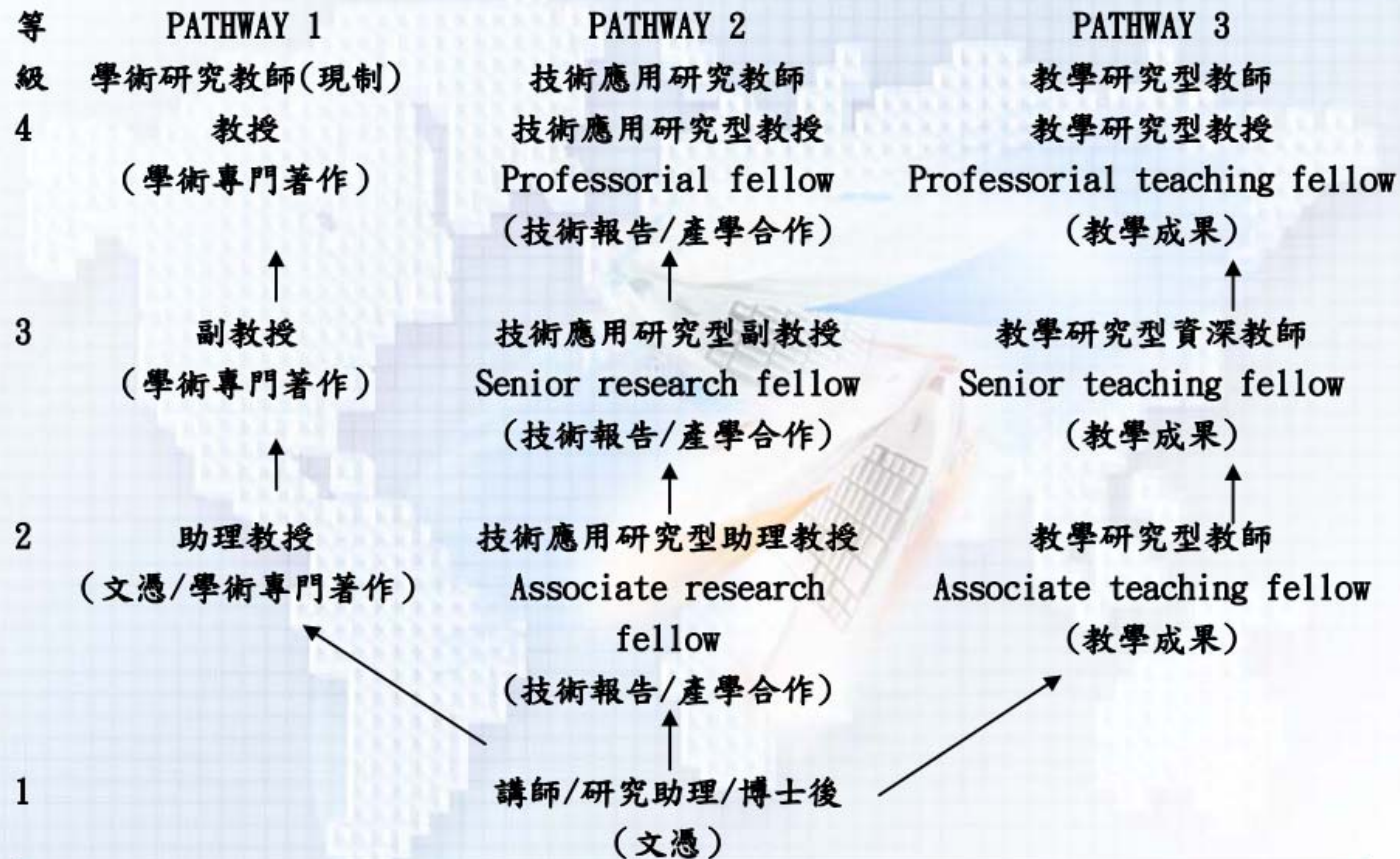 等 PATHWAY 1 PATHWAY 2 PATHWAY 3
級 學術研究教師(現制) 技術應用研究教師 教學研究型教師
4 教授 技術應用研究型教授 教學研究型教授
(學術專門著作) Professorial fellow Professorial teaching fellow
(技術報告/產學合作) (教學成果)
3 副教授 技術應用研究型副教授 教學研究型資深教師
(學術專門著作) Senior research fellow Senior teaching fellow
(技術報告/產學合作) (教學成果)
2 助理教授 技術應用研究型助理教授 教學研究型教師
(文憑/學術專門著作) Associate research Associate teaching fellow
fellow (教學成果)
(技術報告/產學合作)
1 講師/研究助理/博士後
(文憑)